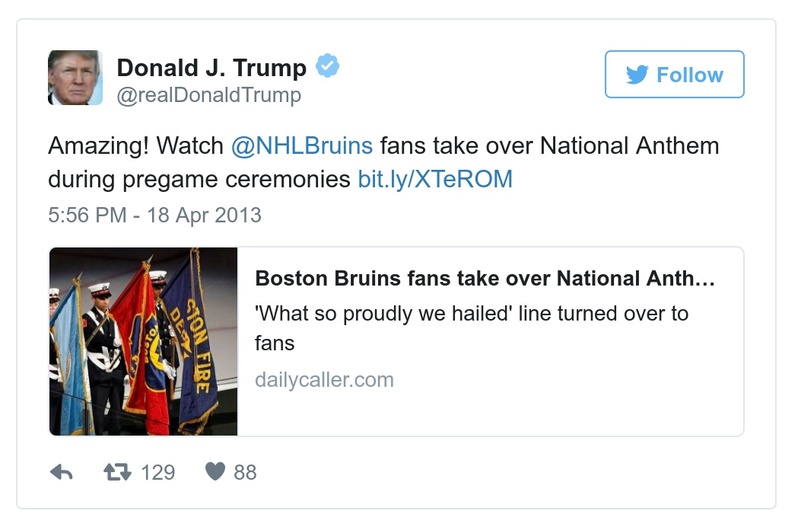 Donald J. Trump
@realDonaldTrump
Follow
Amazing! Watch @NHLBruins fans take over National Anthem
during pregame ceremonies bit.ly/XTeROM
5:56 PM - 18 Apr 2013
Boston Bruins fans take over National Anth...
'What so proudly we hailed' line turned over to
fans
dailycaller.com
BOSTON
STON FIRE
DEPT
129
88